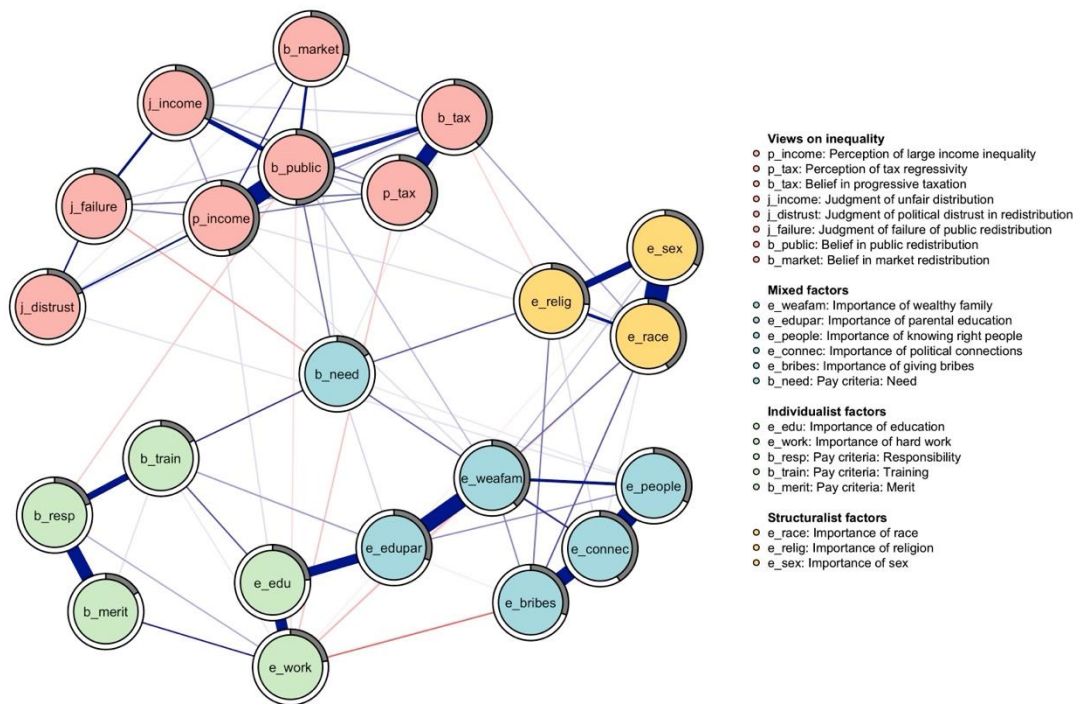 b_market
j_income
b_tax
b_public
p_tax
j_failure
p_income
e_sex
j_distrust
e_relig
e_race
b_need
b_train
e_weafam
e_people
b_resp
e_edupar
e_connec
e_edu
e_bribes
b_merit
e_work
Views on inequality
p_income: Perception of large income inequality
p_tax: Perception of tax regressivity
b_tax: Belief in progressive taxation
j_income: Judgment of unfair distribution
j_distrust: Judgment of political distrust in redistribution
j_failure: Judgment of failure of public redistribution
b_public: Belief in public redistribution
b_market: Belief in market redistribution
Mixed factors
e_weafam: Importance of wealthy family
e_edupar: Importance of parental education
e_people: Importance of knowing right people
e_connec: Importance of political connections
e_bribes: Importance of giving bribes
b_need: Pay criteria: Need
Individualist factors
e_edu: Importance of education
e_work: Importance of hard work
b_resp: Pay criteria: Responsibility
b_train: Pay criteria: Training
b_merit: Pay criteria: Merit
Structuralist factors
e_race: Importance of race
e_relig: Importance of religion
e_sex: Importance of sex